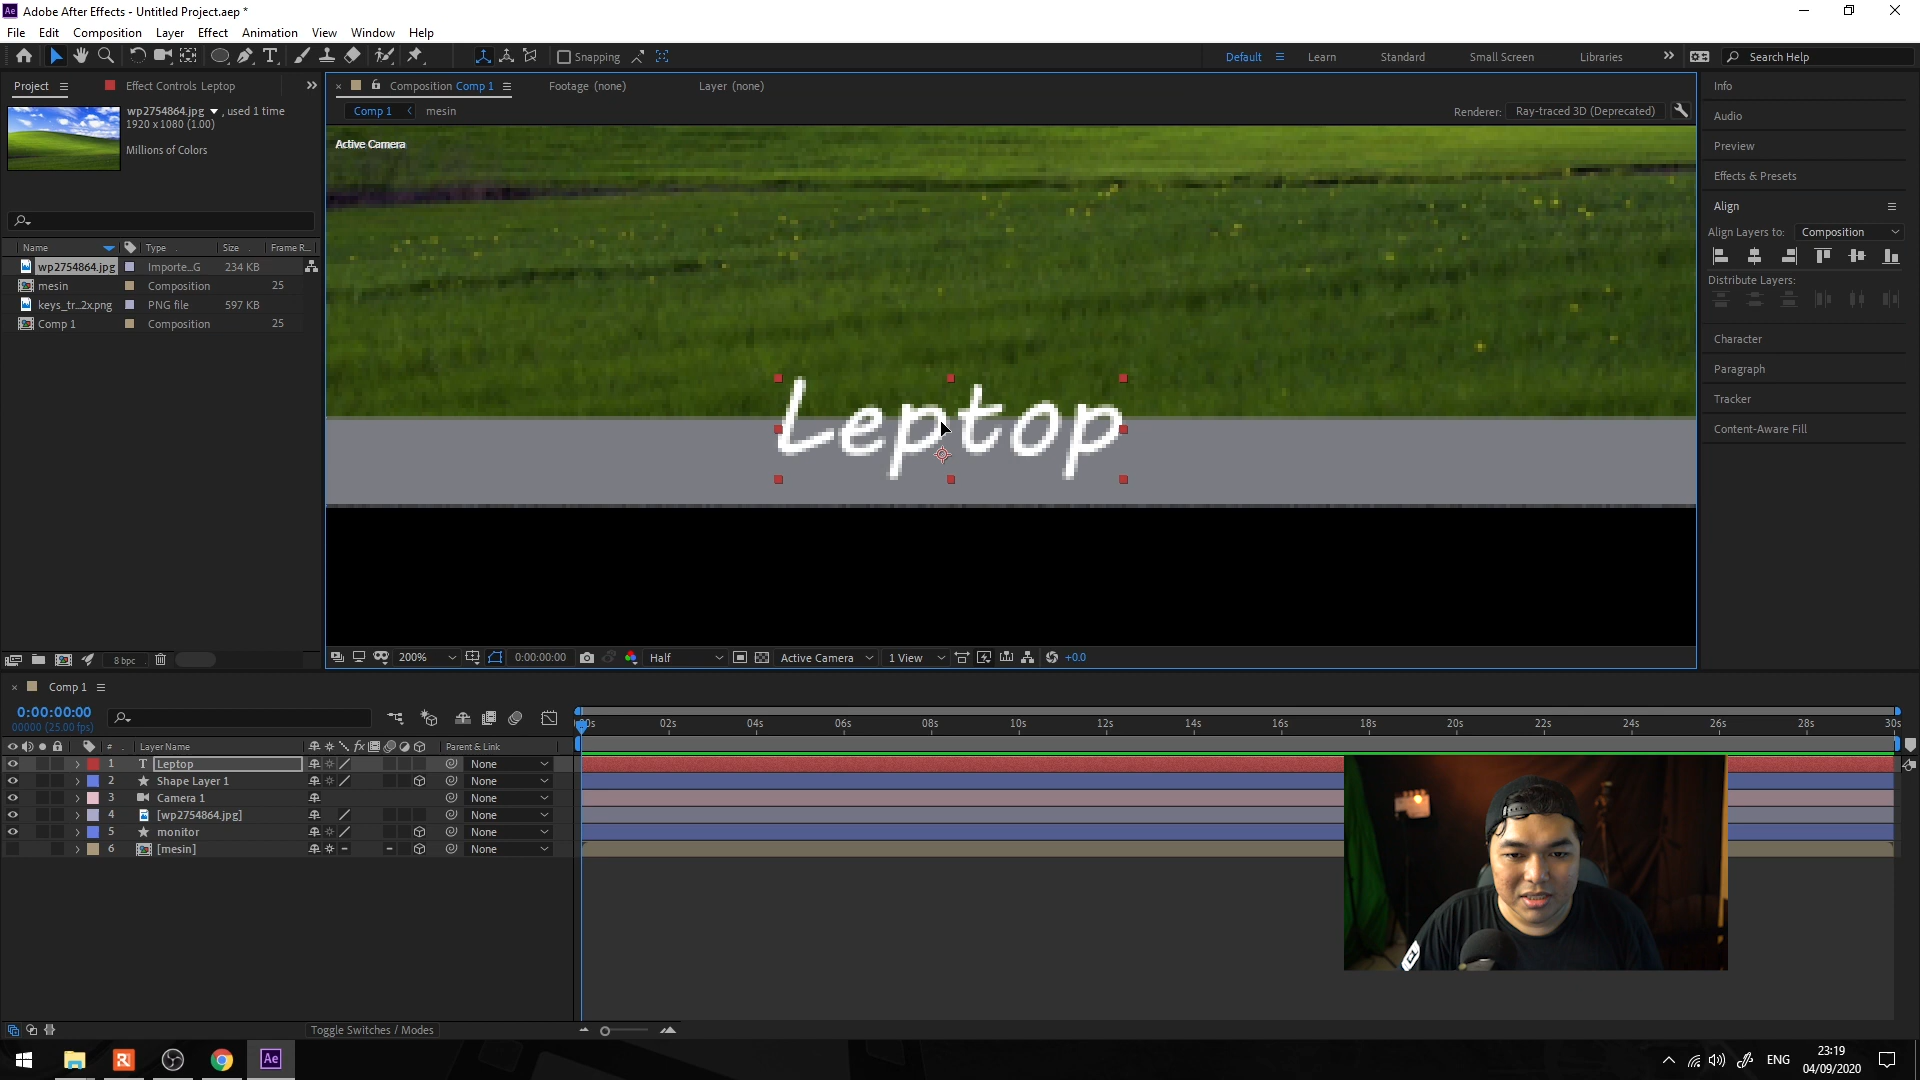 Adobe After Effects - Untitled Project.aep *
File Edit Composition Layer Effect Animation View Window Help
Snapping Default Learn Standard Small Screen Libraries Search Help
Project Effect Controls Leptop
wp2754864.jpg , used 1 time
1920 x 1080 (1.00)
Millions of Colors
Name Type Size Frame R...
wp2754864.jpg Importe...G 234 KB
mesin Composition 25
keys_tr...2x.png PNG file 597 KB
Comp 1 Composition 25
8 bpc
Composition Comp 1 Footage (none) Layer (none)
Comp 1 mesin Renderer: Ray-traced 3D (Deprecated)
Active Camera
Leptop
200% 0:00:00:00 Half Active Camera 1 View +0.0
Info
Audio
Preview
Effects & Presets
Align
Align Layers to: Composition
Distribute Layers:
Character
Paragraph
Tracker
Content-Aware Fill
Comp 1
0:00:00:00
00000 (25.00 fps)
:00s 02s 04s 06s 08s 10s 12s 14s 16s 18s 20s 22s 24s 26s 28s 30s
# Layer Name fx Parent & Link
1 T Leptop None
2 Shape Layer 1 None
3 Camera 1 None
4 [wp2754864.jpg] None
5 monitor None
6 [mesin] None
Toggle Switches / Modes
Ae ENG 23:19
04/09/2020